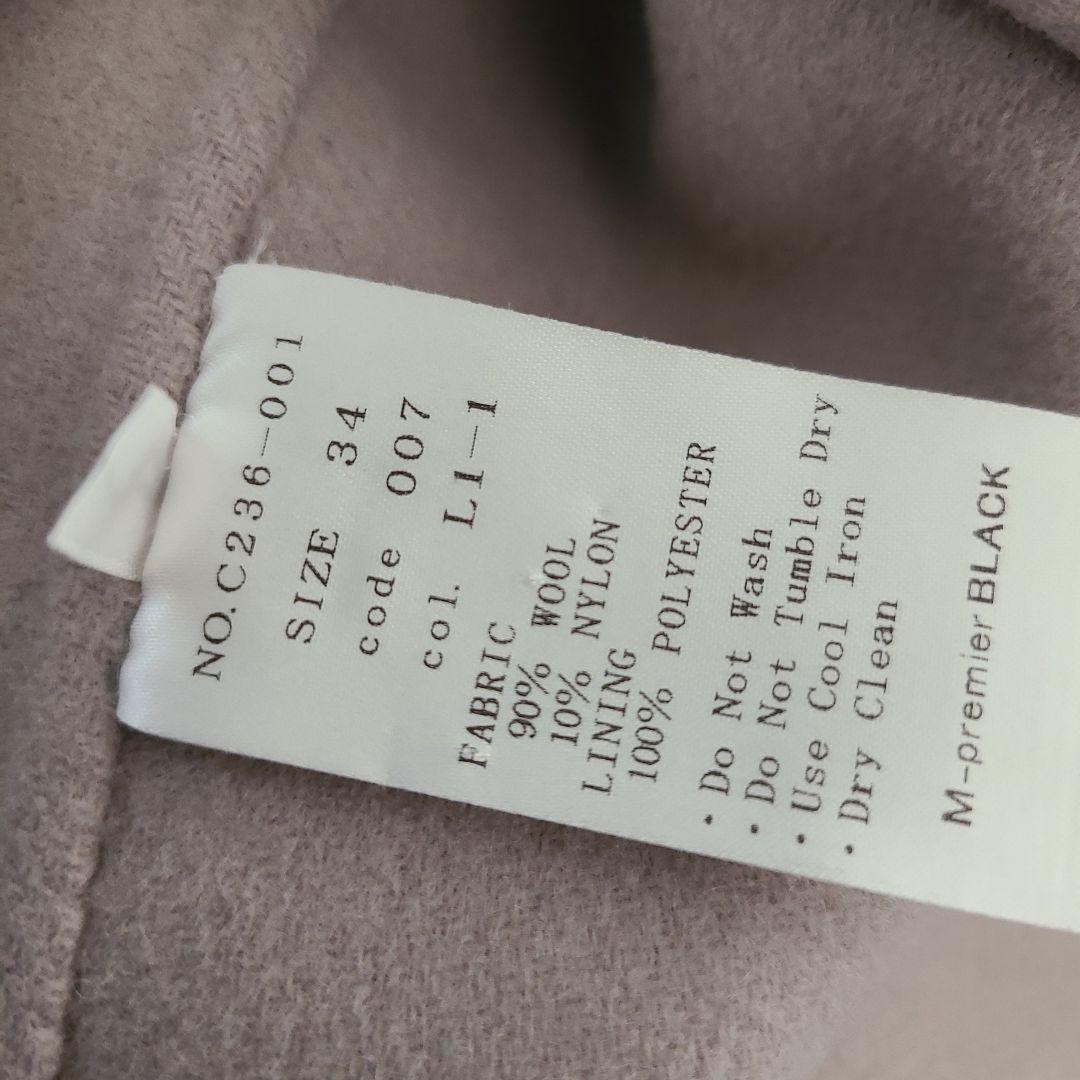 NO.C236-001
SIZE 34
code 007
col. L1-1
FABRIC
90% WOOL
10% NYLON
LINING
100% POLYESTER
・Do Not Wash
・Do Not Tumble Dry
・Use Cool Iron
・Dry Clean
M-premier BLACK